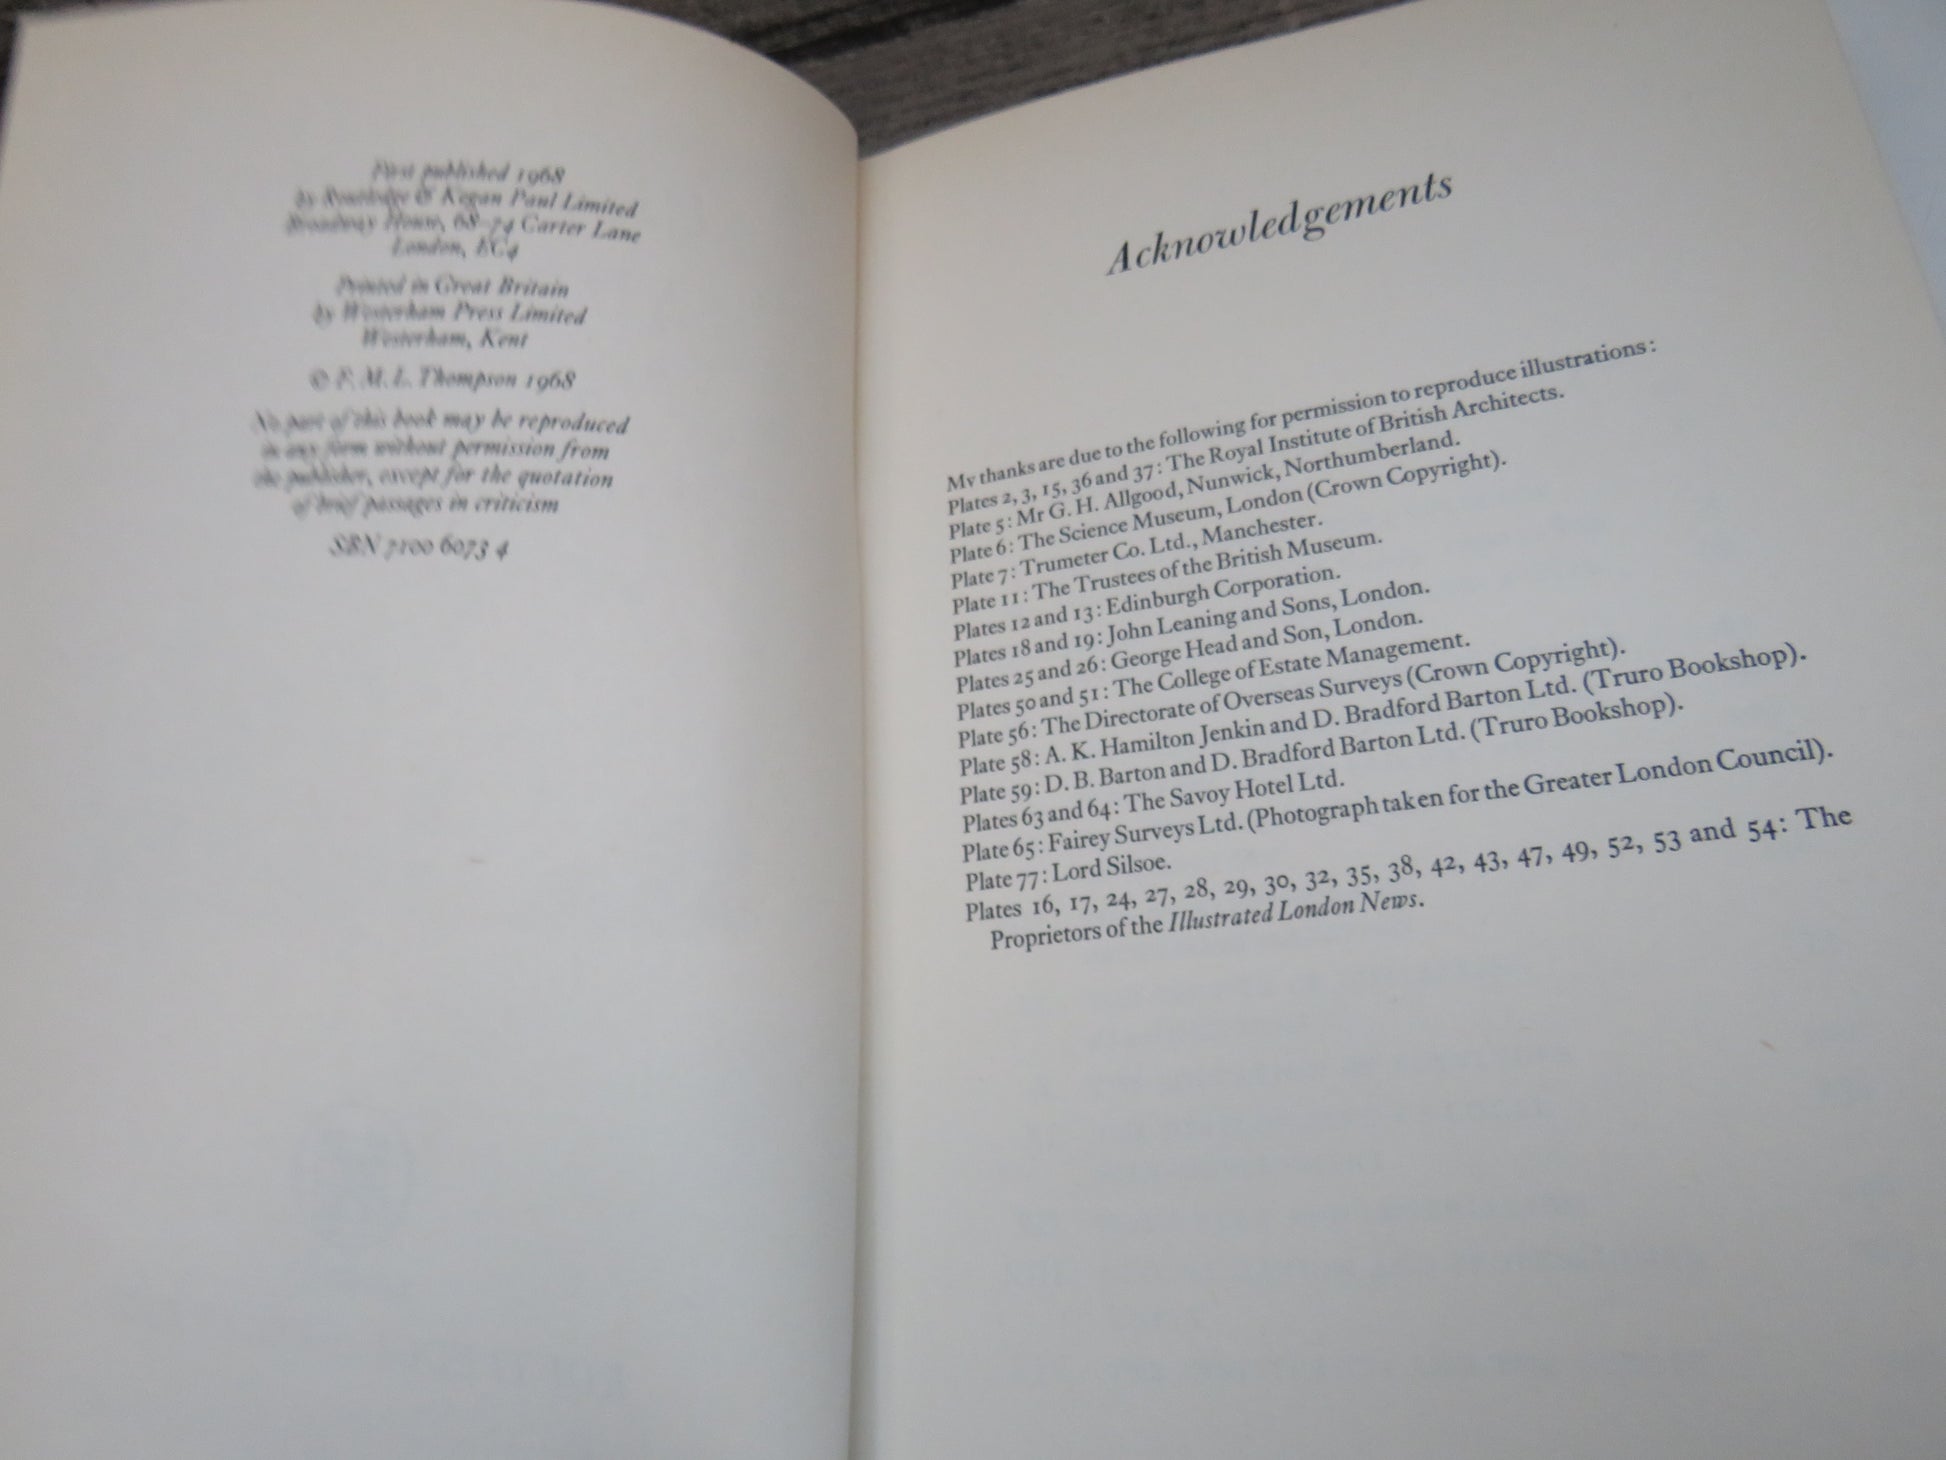 First published 1968
by Routledge & Kegan Paul Limited
Broadway House, 68–74 Carter Lane
London, EC4
Printed in Great Britain
by Westerham Press Limited
Westerham, Kent
© F. M. L. Thompson 1968
No part of this book may be reproduced
in any form without permission from
the publisher, except for the quotation
of brief passages in criticism
SBN 7100 6073 4
Acknowledgements
My thanks are due to the following for permission to reproduce illustrations:
Plates 2, 3, 15, 36 and 37: The Royal Institute of British Architects.
Plate 5: Mr G. H. Allgood, Nunwick, Northumberland.
Plate 6: The Science Museum, London (Crown Copyright).
Plate 7: Trumeter Co. Ltd., Manchester.
Plate 11: The Trustees of the British Museum.
Plates 12 and 13: Edinburgh Corporation.
Plates 18 and 19: John Leaning and Sons, London.
Plates 25 and 26: George Head and Son, London.
Plates 50 and 51: The College of Estate Management.
Plate 56: The Directorate of Overseas Surveys (Crown Copyright).
Plate 58: A. K. Hamilton Jenkin and D. Bradford Barton Ltd. (Truro Bookshop).
Plate 59: D. B. Barton and D. Bradford Barton Ltd. (Truro Bookshop).
Plates 63 and 64: The Savoy Hotel Ltd.
Plate 65: Fairey Surveys Ltd. (Photograph taken for the Greater London Council).
Plate 77: Lord Silsoe.
Plates 16, 17, 24, 27, 28, 29, 30, 32, 35, 38, 42, 43, 47, 49, 52, 53 and 54: The
Proprietors of the Illustrated London News.